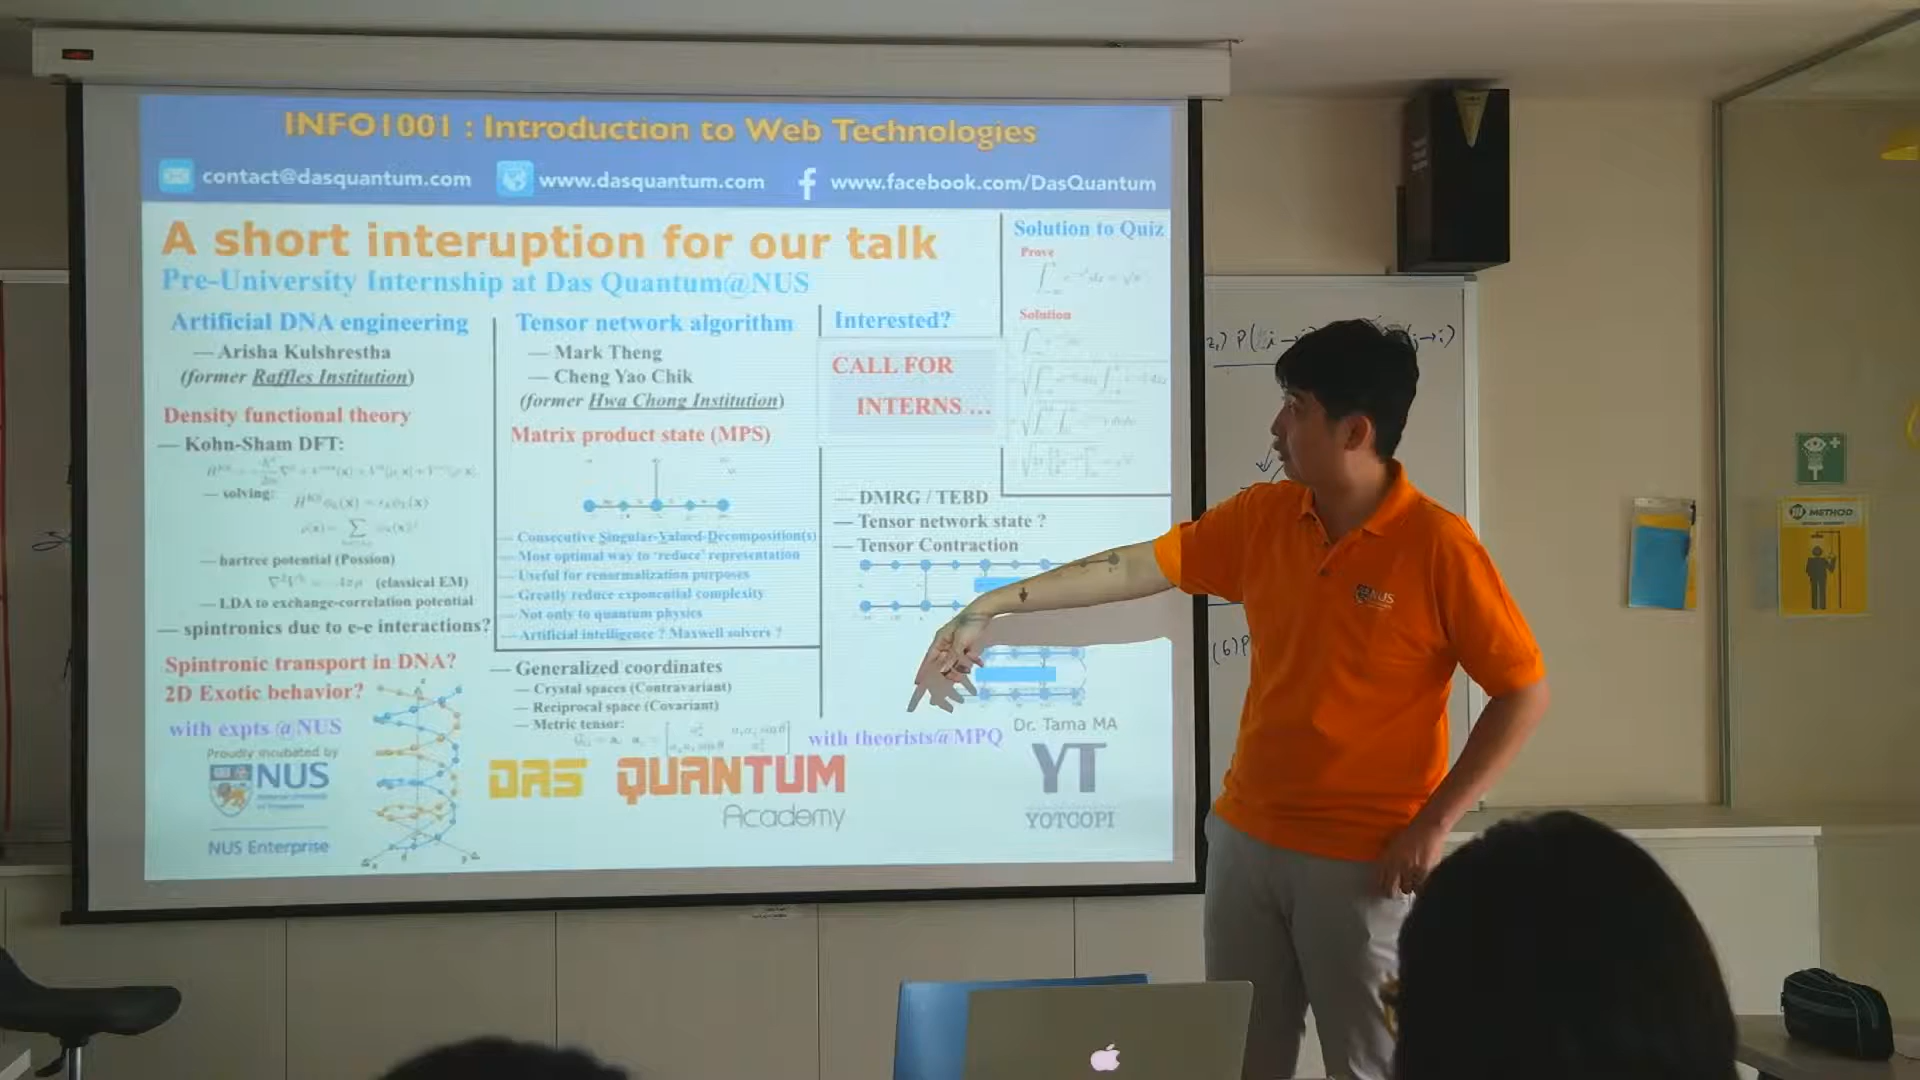 INFO1001 : Introduction to Web Technologies
contact@dasquantum.com
www.dasquantum.com
www.facebook.com/DasQuantum
A short interuption for our talk
Pre-University Internship at Das Quantum@NUS
Artificial DNA engineering
— Arisha Kulshrestha
(former Raffles Institution)
Density functional theory
— Kohn-Sham DFT:
— solving:
— hartree potential (Possion)
(classical EM)
— LDA to exchange-correlation potential
— spintronics due to e-e interactions?
Spintronic transport in DNA?
2D Exotic behavior?
with expts @ NUS
Proudly incubated by
NUS
NUS Enterprise
Tensor network algorithm
— Mark Theng
— Cheng Yao Chik
(former Hwa Chong Institution)
Matrix product state (MPS)
— Consecutive Singular-Valued-Decomposition(s)
— Most optimal way to 'reduce' representation
— Useful for renormalization purposes
— Greatly reduce exponential complexity
— Not only to quantum physics
— Artificial intelligence ? Maxwell solvers ?
— Generalized coordinates
— Crystal spaces (Contravariant)
— Reciprocal space (Covariant)
— Metric tensor:
DAS QUANTUM
Academy
Interested?
CALL FOR
INTERNS ...
— DMRG / TEBD
— Tensor network state ?
— Tensor Contraction
with theorists@MPQ
Solution to Quiz
Prove
Solution
Dr. Tama MA
YT
YOTCOPI
NUS
METHOD